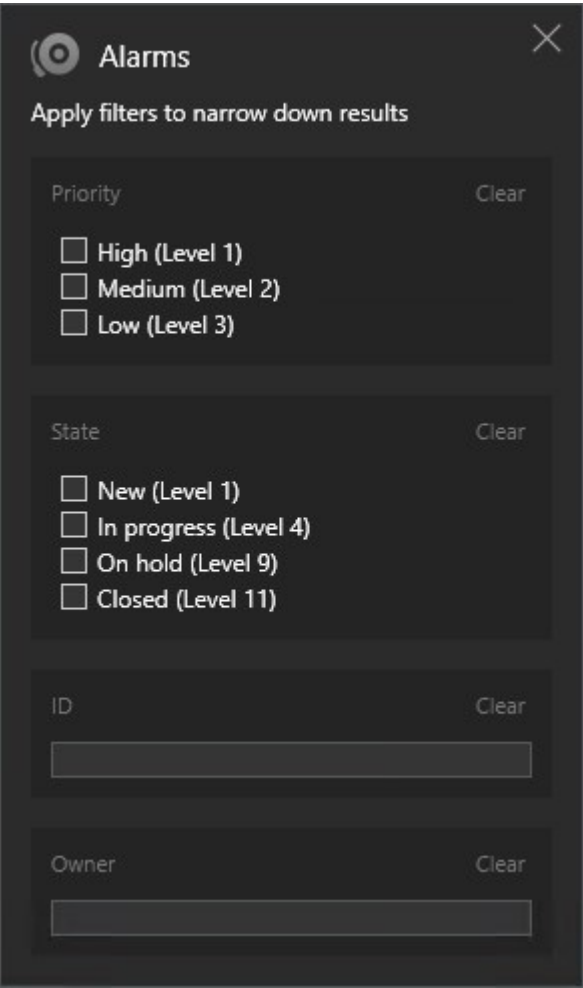 Alarms
Apply filters to narrow down results
Priority Clear
High (Level 1)
Medium (Level 2)
Low (Level 3)
State Clear
New (Level 1)
In progress (Level 4)
On hold (Level 9)
Closed (Level 11)
ID Clear
Owner Clear